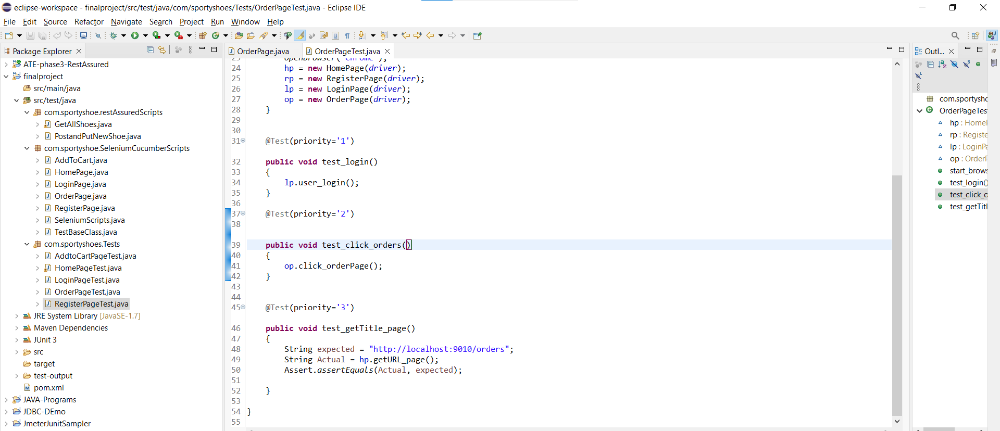 eclipse-workspace - finalproject/src/test/java/com/sportyshoes/Tests/OrderPageTest.java - Eclipse IDE
File Edit Source Refactor Navigate Search Project Run Window Help
Package Explorer
ATE-phase3-RestAssured
finalproject
src/main/java
src/test/java
com.sportyshoe.restAssuredScripts
GetAllShoes.java
PostandPutNewShoe.java
com.sportyshoe.SeleniumCucumberScripts
AddToCart.java
HomePage.java
LoginPage.java
OrderPage.java
RegisterPage.java
SeleniumScripts.java
TestBaseClass.java
com.sportyshoes.Tests
AddtoCartPageTest.java
HomePageTest.java
LoginPageTest.java
OrderPageTest.java
RegisterPageTest.java
JRE System Library [JavaSE-1.7]
Maven Dependencies
JUnit 3
src
target
test-output
pom.xml
JAVA-Programs
JDBC-DEmo
JmeterJunitSampler
OrderPage.java OrderPageTest.java
23 openBrowser("Chrome");
24 hp = new HomePage(driver);
25 rp = new RegisterPage(driver);
26 lp = new LoginPage(driver);
27 op = new OrderPage(driver);
28 }
29
30
31 @Test(priority='1')
32 public void test_login()
33 {
34 lp.user_login();
35 }
36
37 @Test(priority='2')
38
39 public void test_click_orders()
40 {
41 op.click_orderPage();
42 }
43
44
45 @Test(priority='3')
46 public void test_getTitle_page()
47 {
48 String expected = "http://localhost:9010/orders";
49 String Actual = hp.getURL_page();
50 Assert.assertEquals(Actual, expected);
51
52 }
53
54 }
55
Outl...
com.sportysho
OrderPageTes
hp : HomeP
rp : Registe
lp : LoginPa
op : OrderP
start_brows
test_login()
test_click_o
test_getTitl